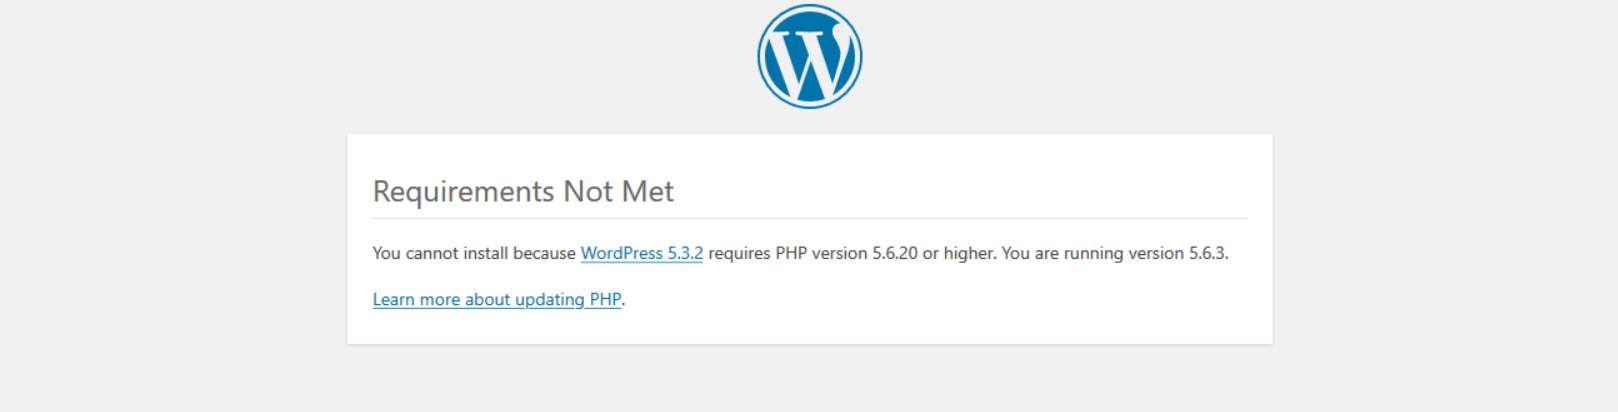 Requirements Not Met
You cannot install because WordPress 5.3.2 requires PHP version 5.6.20 or higher. You are running version 5.6.3.
Learn more about updating PHP.